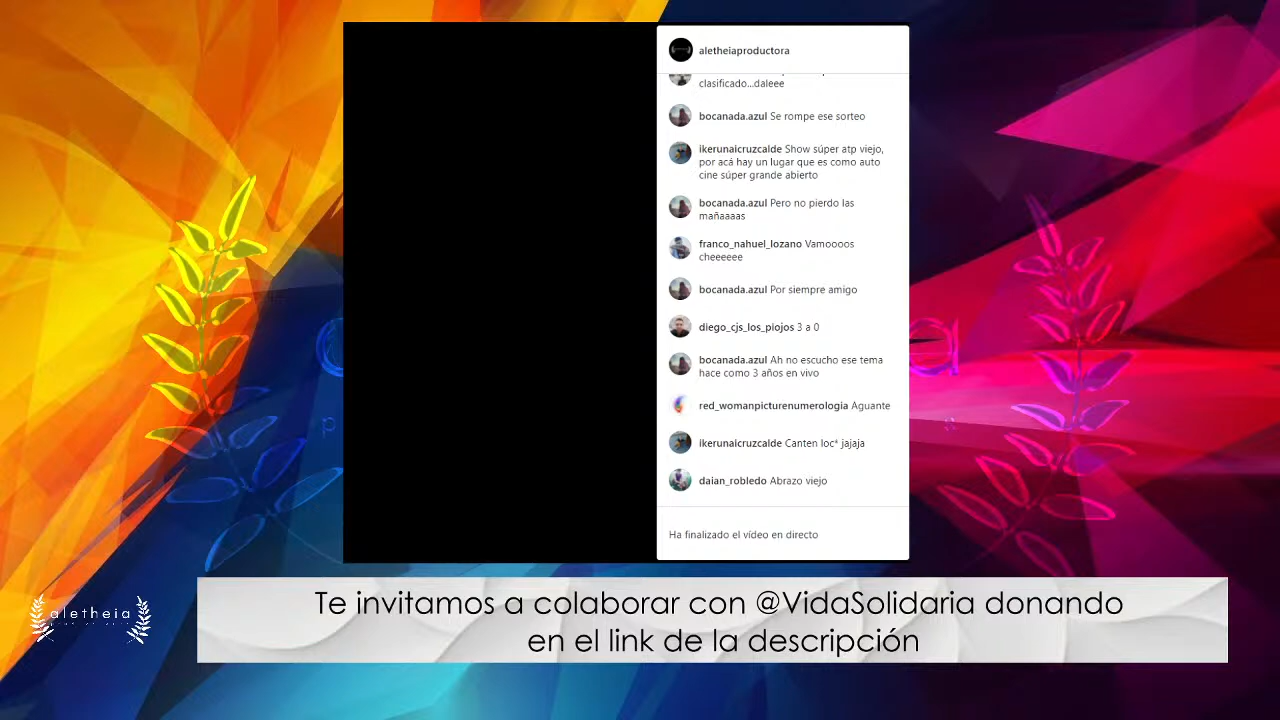 aletheiaproductora
clasificado...daleee
bocanada.azul Se rompe ese sorteo
ikerunaicruzcalde Show súper atp viejo,
por acá hay un lugar que es como auto
cine súper grande abierto
bocanada.azul Pero no pierdo las
mañaaaas
franco_nahuel_lozano Vamoooos
cheeeeee
bocanada.azul Por siempre amigo
diego_cjs_los_piojos 3 a 0
bocanada.azul Ah no escucho ese tema
hace como 3 años en vivo
red_womanpicturenumerologia Aguante
ikerunaicruzcalde Canten loc* jajaja
daian_robledo Abrazo viejo
Ha finalizado el vídeo en directo
aletheia
Te invitamos a colaborar con @VidaSolidaria donando
en el link de la descripción